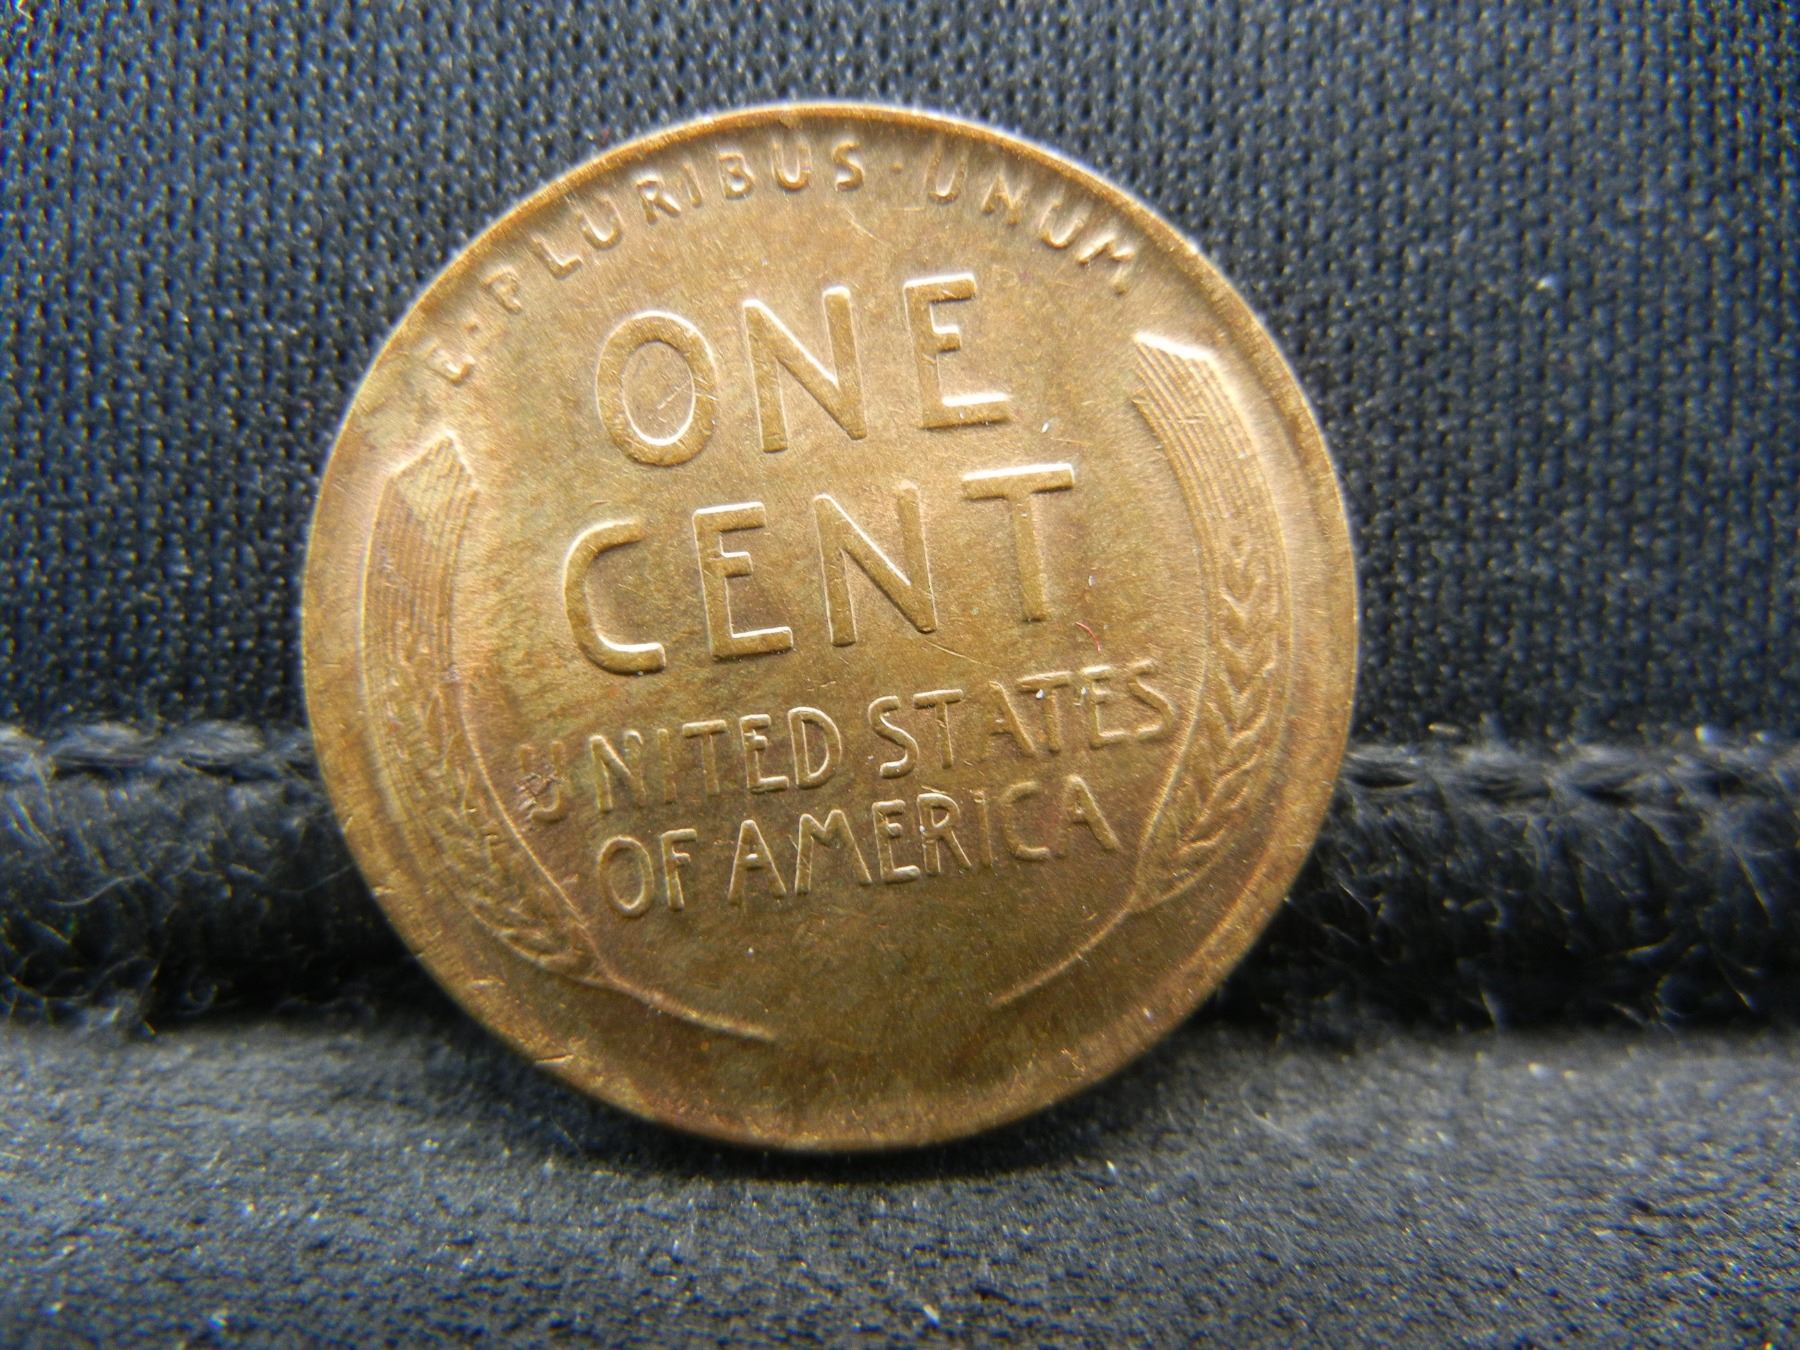 E·PLURIBUS·UNUM
ONE
CENT
UNITED STATES
OF AMERICA